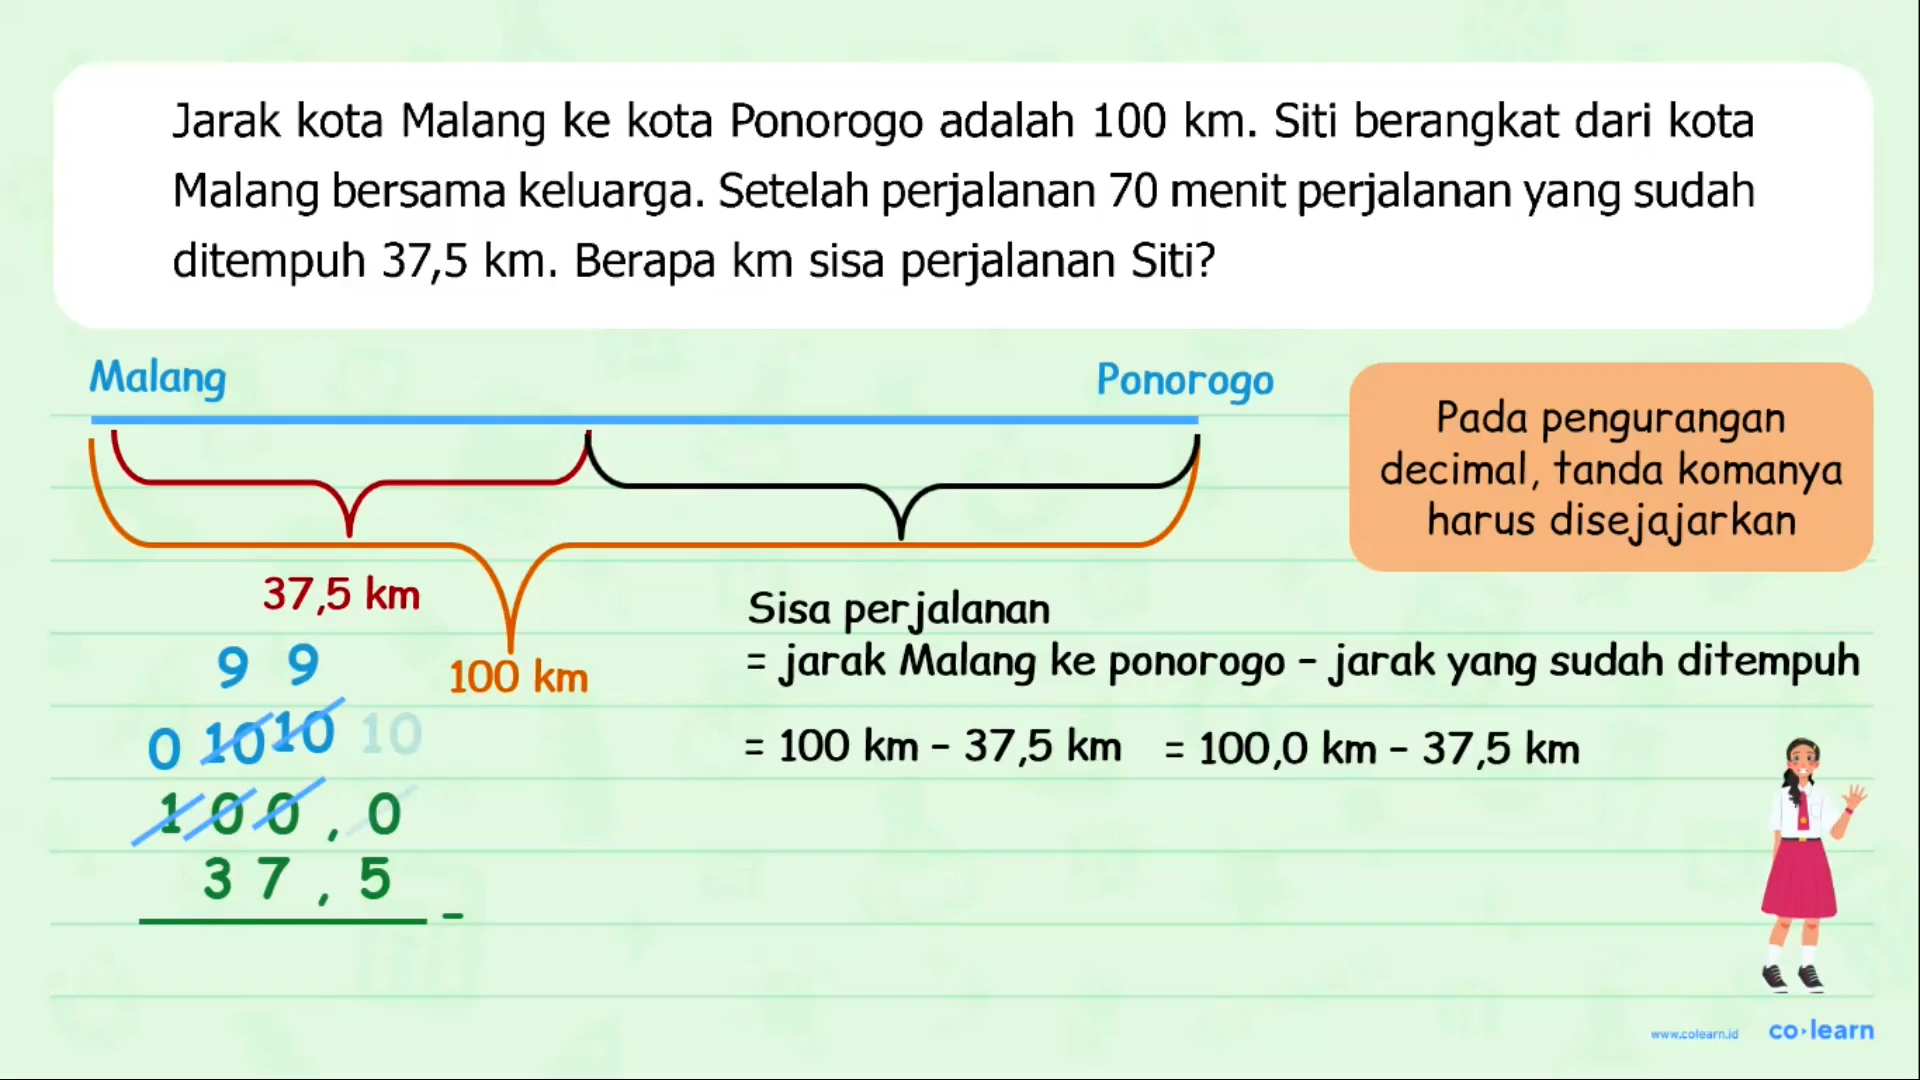 Jarak kota Malang ke kota Ponorogo adalah 100 km. Siti berangkat dari kota
Malang bersama keluarga. Setelah perjalanan 70 menit perjalanan yang sudah
ditempuh 37,5 km. Berapa km sisa perjalanan Siti?
Malang
Ponorogo
Pada pengurangan
decimal, tanda komanya
harus disejajarkan
37,5 km
100 km
Sisa perjalanan
= jarak Malang ke ponorogo - jarak yang sudah ditempuh
= 100 km - 37,5 km = 100,0 km - 37,5 km
9 9
0 10 10 10
1 0 0 , 0
3 7 , 5
-
www.colearn.id
co learn